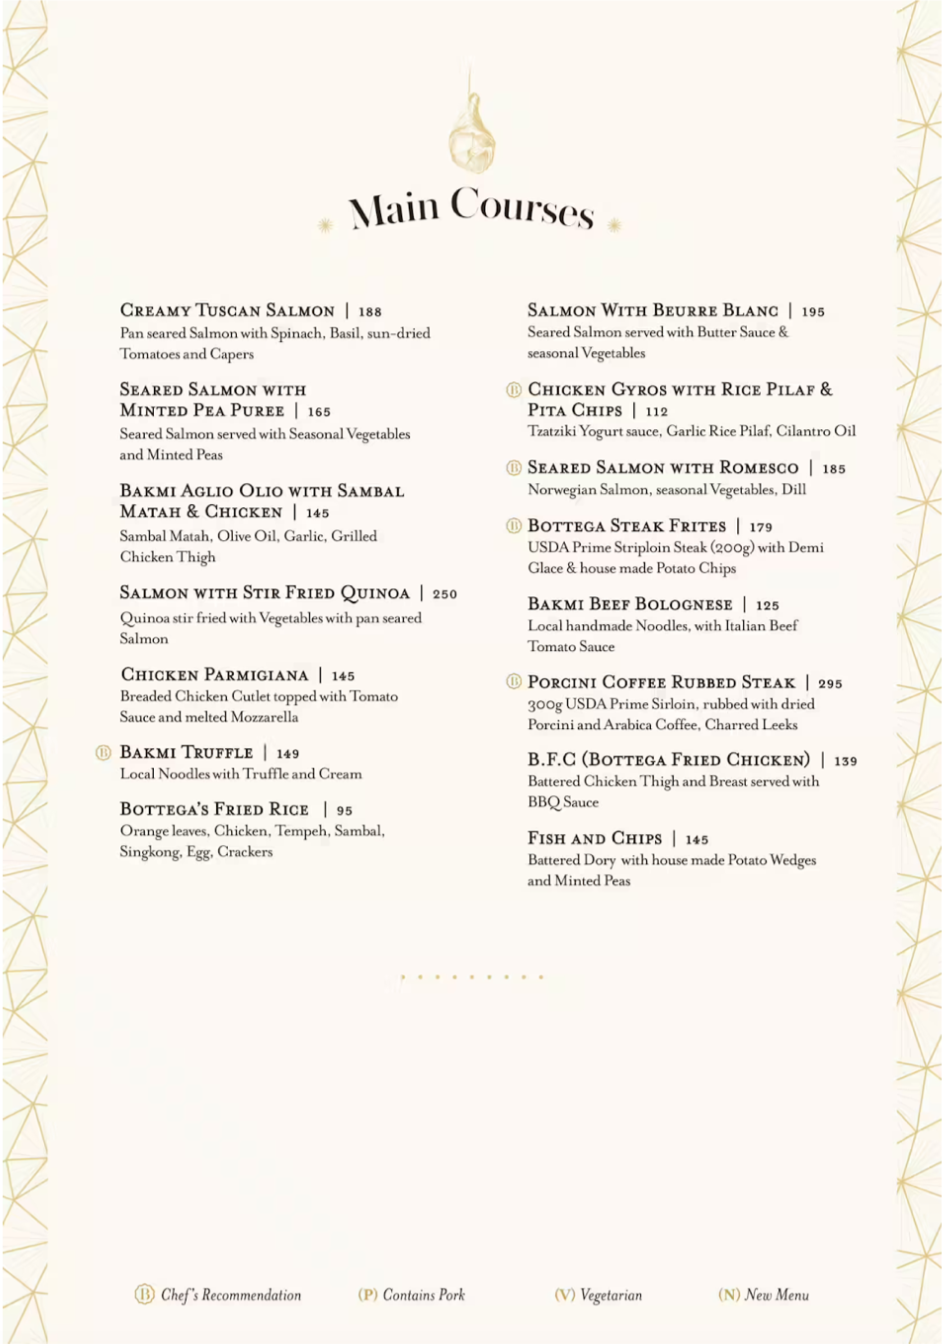 Main Courses
Creamy Tuscan Salmon | 188
Pan seared Salmon with Spinach, Basil, sun-dried
Tomatoes and Capers
Seared Salmon with
Minted Pea Puree | 165
Seared Salmon served with Seasonal Vegetables
and Minted Peas
Bakmi Aglio Olio with Sambal
Matah & Chicken | 145
Sambal Matah, Olive Oil, Garlic, Grilled
Chicken Thigh
Salmon with Stir Fried Quinoa | 250
Quinoa stir fried with Vegetables with pan seared
Salmon
Chicken Parmigiana | 145
Breaded Chicken Cutlet topped with Tomato
Sauce and melted Mozzarella
B Bakmi Truffle | 149
Local Noodles with Truffle and Cream
Bottega's Fried Rice | 95
Orange leaves, Chicken, Tempeh, Sambal,
Singkong, Egg, Crackers
Salmon With Beurre Blanc | 195
Seared Salmon served with Butter Sauce &
seasonal Vegetables
B Chicken Gyros with Rice Pilaf &
Pita Chips | 112
Tzatziki Yogurt sauce, Garlic Rice Pilaf, Cilantro Oil
B Seared Salmon with Romesco | 185
Norwegian Salmon, seasonal Vegetables, Dill
B Bottega Steak Frites | 179
USDA Prime Striploin Steak (200g) with Demi
Glace & house made Potato Chips
Bakmi Beef Bolognese | 125
Local handmade Noodles, with Italian Beef
Tomato Sauce
B Porcini Coffee Rubbed Steak | 295
300g USDA Prime Sirloin, rubbed with dried
Porcini and Arabica Coffee, Charred Leeks
B.F.C (Bottega Fried Chicken) | 139
Battered Chicken Thigh and Breast served with
BBQ Sauce
Fish and Chips | 145
Battered Dory with house made Potato Wedges
and Minted Peas
B Chef's Recommendation (P) Contains Pork (V) Vegetarian (N) New Menu